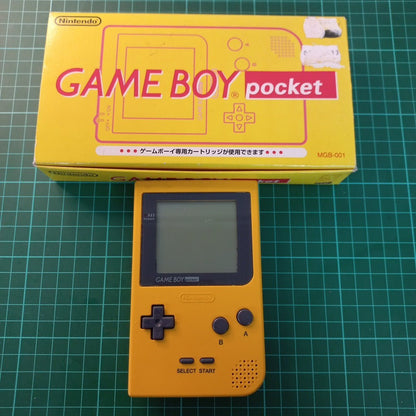 Nintendo
GAME BOY® pocket
•••ゲームボーイ専用カートリッジが使用できます•••
MGB-001
GAME BOY pocket
Nintendo
B
A
SELECT START